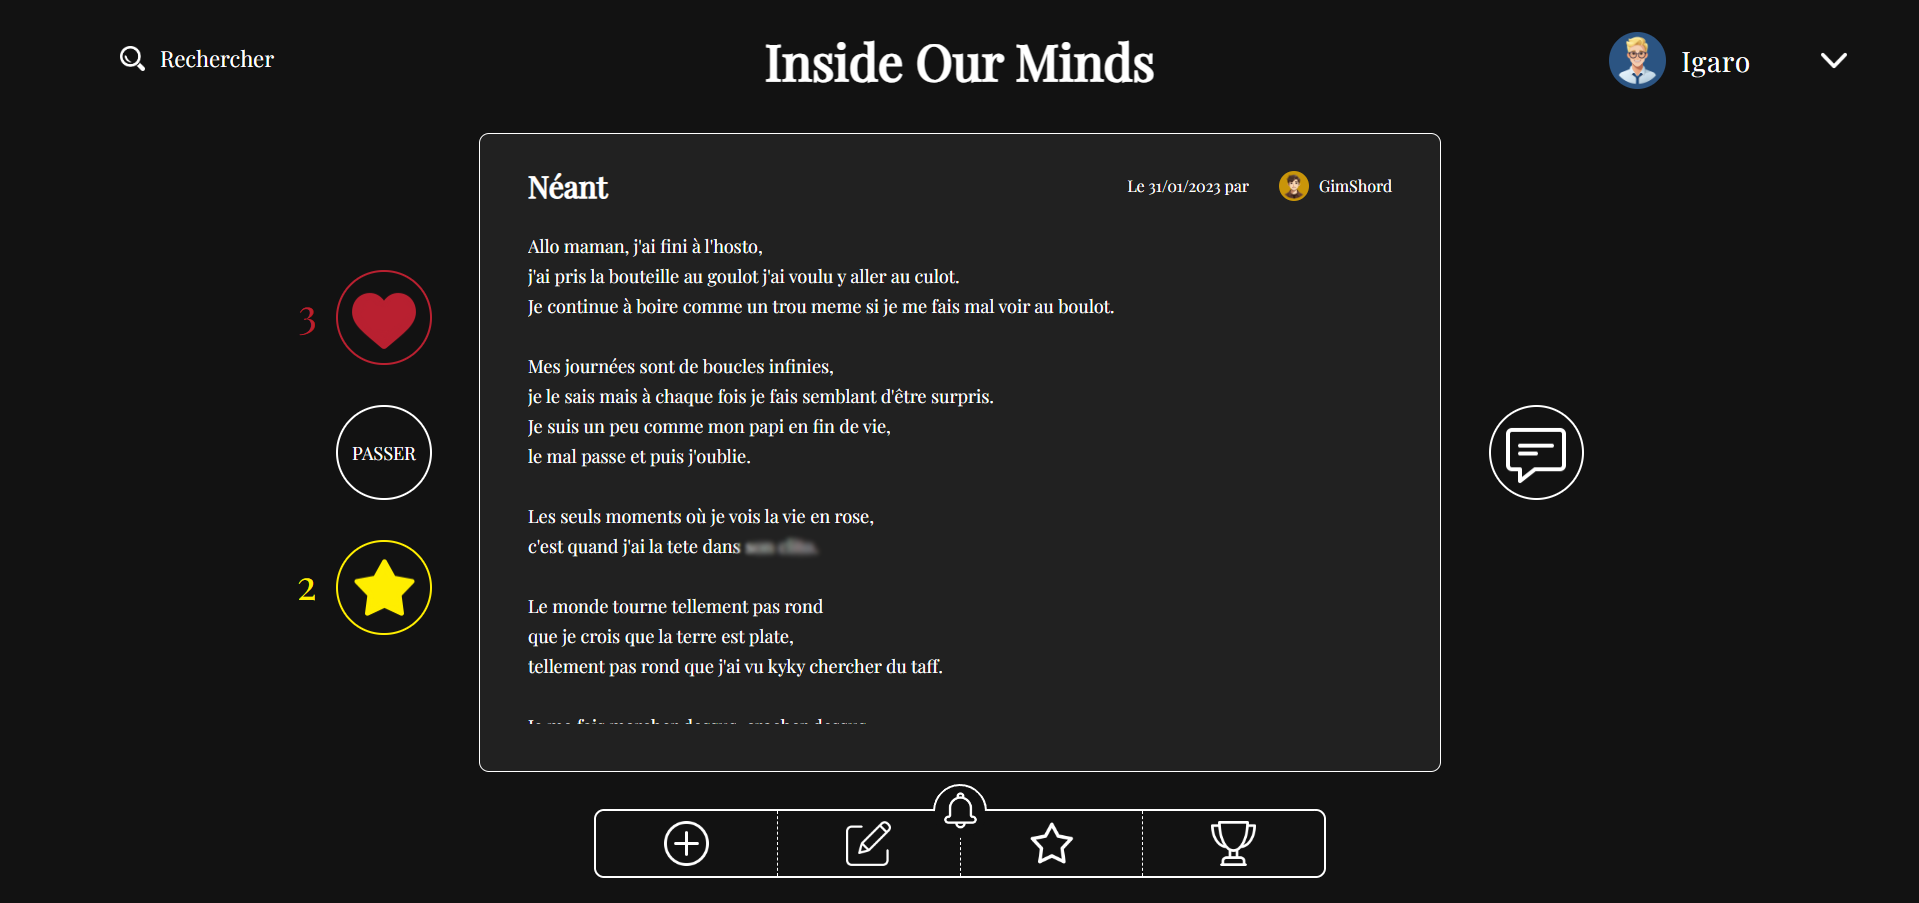 Rechercher
Inside Our Minds
Igaro
Néant
Le 31/01/2023 par
GimShord
Allo maman, j'ai fini à l'hosto,
j'ai pris la bouteille au goulot j'ai voulu y aller au culot.
Je continue à boire comme un trou meme si je me fais mal voir au boulot.
Mes journées sont de boucles infinies,
je le sais mais à chaque fois je fais semblant d'être surpris.
Je suis un peu comme mon papi en fin de vie,
le mal passe et puis j'oublie.
Les seuls moments où je vois la vie en rose,
c'est quand j'ai la tete dans
Le monde tourne tellement pas rond
que je crois que la terre est plate,
tellement pas rond que j'ai vu kyky chercher du taff.
3
PASSER
2